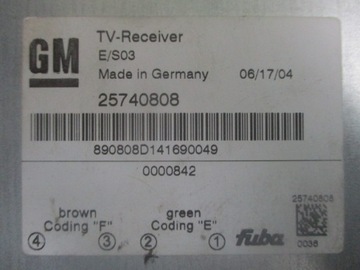 GM
TV-Receiver
E/S03
Made in Germany 06/17/04
25740808
890808D141690049
0000842
brown green
Coding "F" Coding "E"
4 3 2 1
fuba
25740808
0036